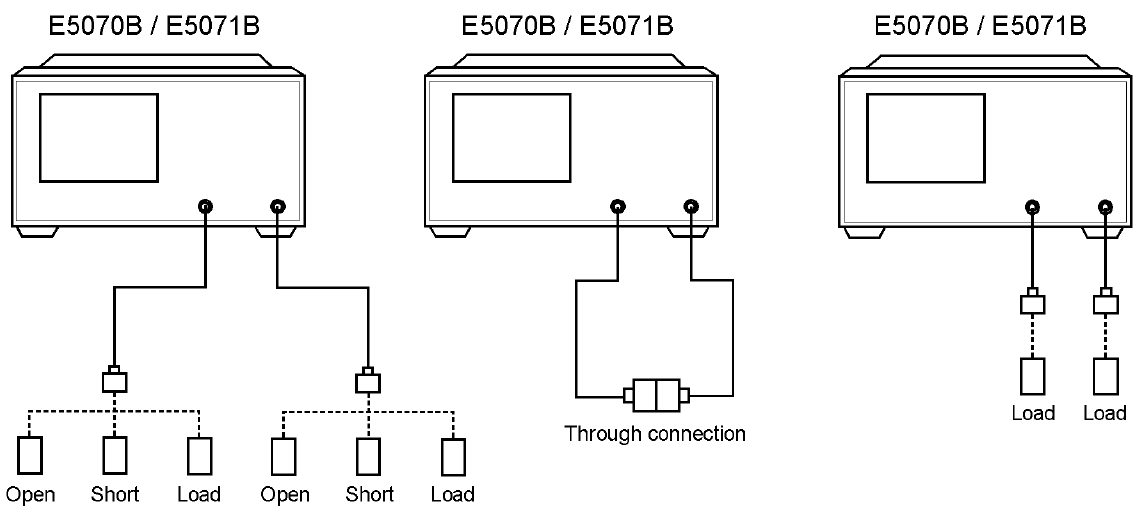 E5070B / E5071B
E5070B / E5071B
E5070B / E5071B
Load
Load
Through connection
Open
Short
Load
Open
Short
Load